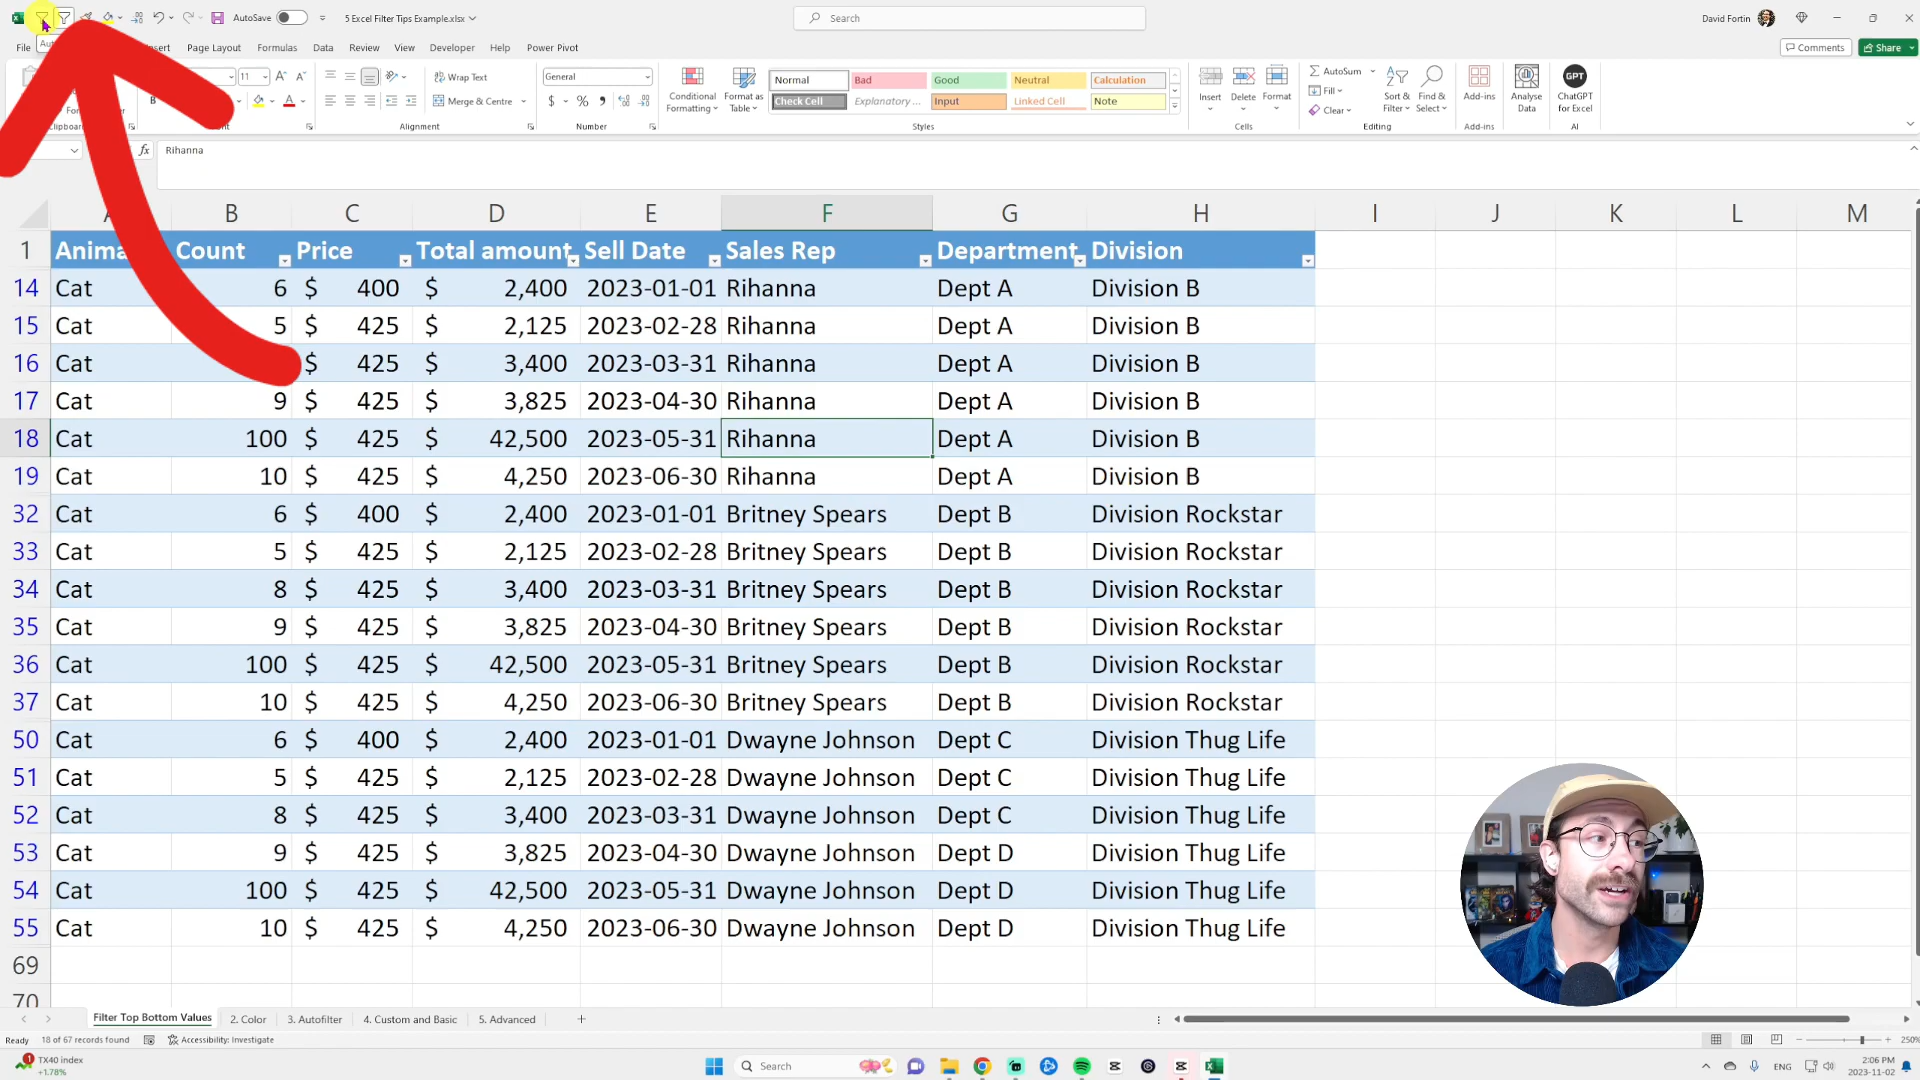 AutoSave
5 Excel Filter Tips Example.xlsx
Search
David Fortin
File
Insert
Page Layout
Formulas
Data
Review
View
Developer
Help
Power Pivot
Comments
Share
11
Wrap Text
Merge & Centre
General
Conditional Formatting
Format as Table
Normal
Bad
Good
Neutral
Calculation
Check Cell
Explanatory ...
Input
Linked Cell
Note
Insert
Delete
Format
AutoSum
Fill
Clear
Sort & Filter
Find & Select
Add-ins
Analyse Data
GPT
ChatGPT for Excel
Alignment
Number
Styles
Cells
Editing
Add-ins
AI
fx
Rihanna
B C D E F G H I J K L M
1 Count Price Total amount Sell Date Sales Rep Department Division
14 Cat 6 $ 400 $ 2,400 2023-01-01 Rihanna Dept A Division B
15 Cat 5 $ 425 $ 2,125 2023-02-28 Rihanna Dept A Division B
16 Cat $ 425 $ 3,400 2023-03-31 Rihanna Dept A Division B
17 Cat 9 $ 425 $ 3,825 2023-04-30 Rihanna Dept A Division B
18 Cat 100 $ 425 $ 42,500 2023-05-31 Rihanna Dept A Division B
19 Cat 10 $ 425 $ 4,250 2023-06-30 Rihanna Dept A Division B
32 Cat 6 $ 400 $ 2,400 2023-01-01 Britney Spears Dept B Division Rockstar
33 Cat 5 $ 425 $ 2,125 2023-02-28 Britney Spears Dept B Division Rockstar
34 Cat 8 $ 425 $ 3,400 2023-03-31 Britney Spears Dept B Division Rockstar
35 Cat 9 $ 425 $ 3,825 2023-04-30 Britney Spears Dept B Division Rockstar
36 Cat 100 $ 425 $ 42,500 2023-05-31 Britney Spears Dept B Division Rockstar
37 Cat 10 $ 425 $ 4,250 2023-06-30 Britney Spears Dept B Division Rockstar
50 Cat 6 $ 400 $ 2,400 2023-01-01 Dwayne Johnson Dept C Division Thug Life
51 Cat 5 $ 425 $ 2,125 2023-02-28 Dwayne Johnson Dept C Division Thug Life
52 Cat 8 $ 425 $ 3,400 2023-03-31 Dwayne Johnson Dept C Division Thug Life
53 Cat 9 $ 425 $ 3,825 2023-04-30 Dwayne Johnson Dept D Division Thug Life
54 Cat 100 $ 425 $ 42,500 2023-05-31 Dwayne Johnson Dept D Division Thug Life
55 Cat 10 $ 425 $ 4,250 2023-06-30 Dwayne Johnson Dept D Division Thug Life
69
70
Filter Top Bottom Values
2. Color
3. Autofilter
4. Custom and Basic
5. Advanced
Ready
18 of 67 records found
Accessibility: Investigate
250%
TX40 index
+1.78%
Search
ENG
2:06 PM
2023-11-02